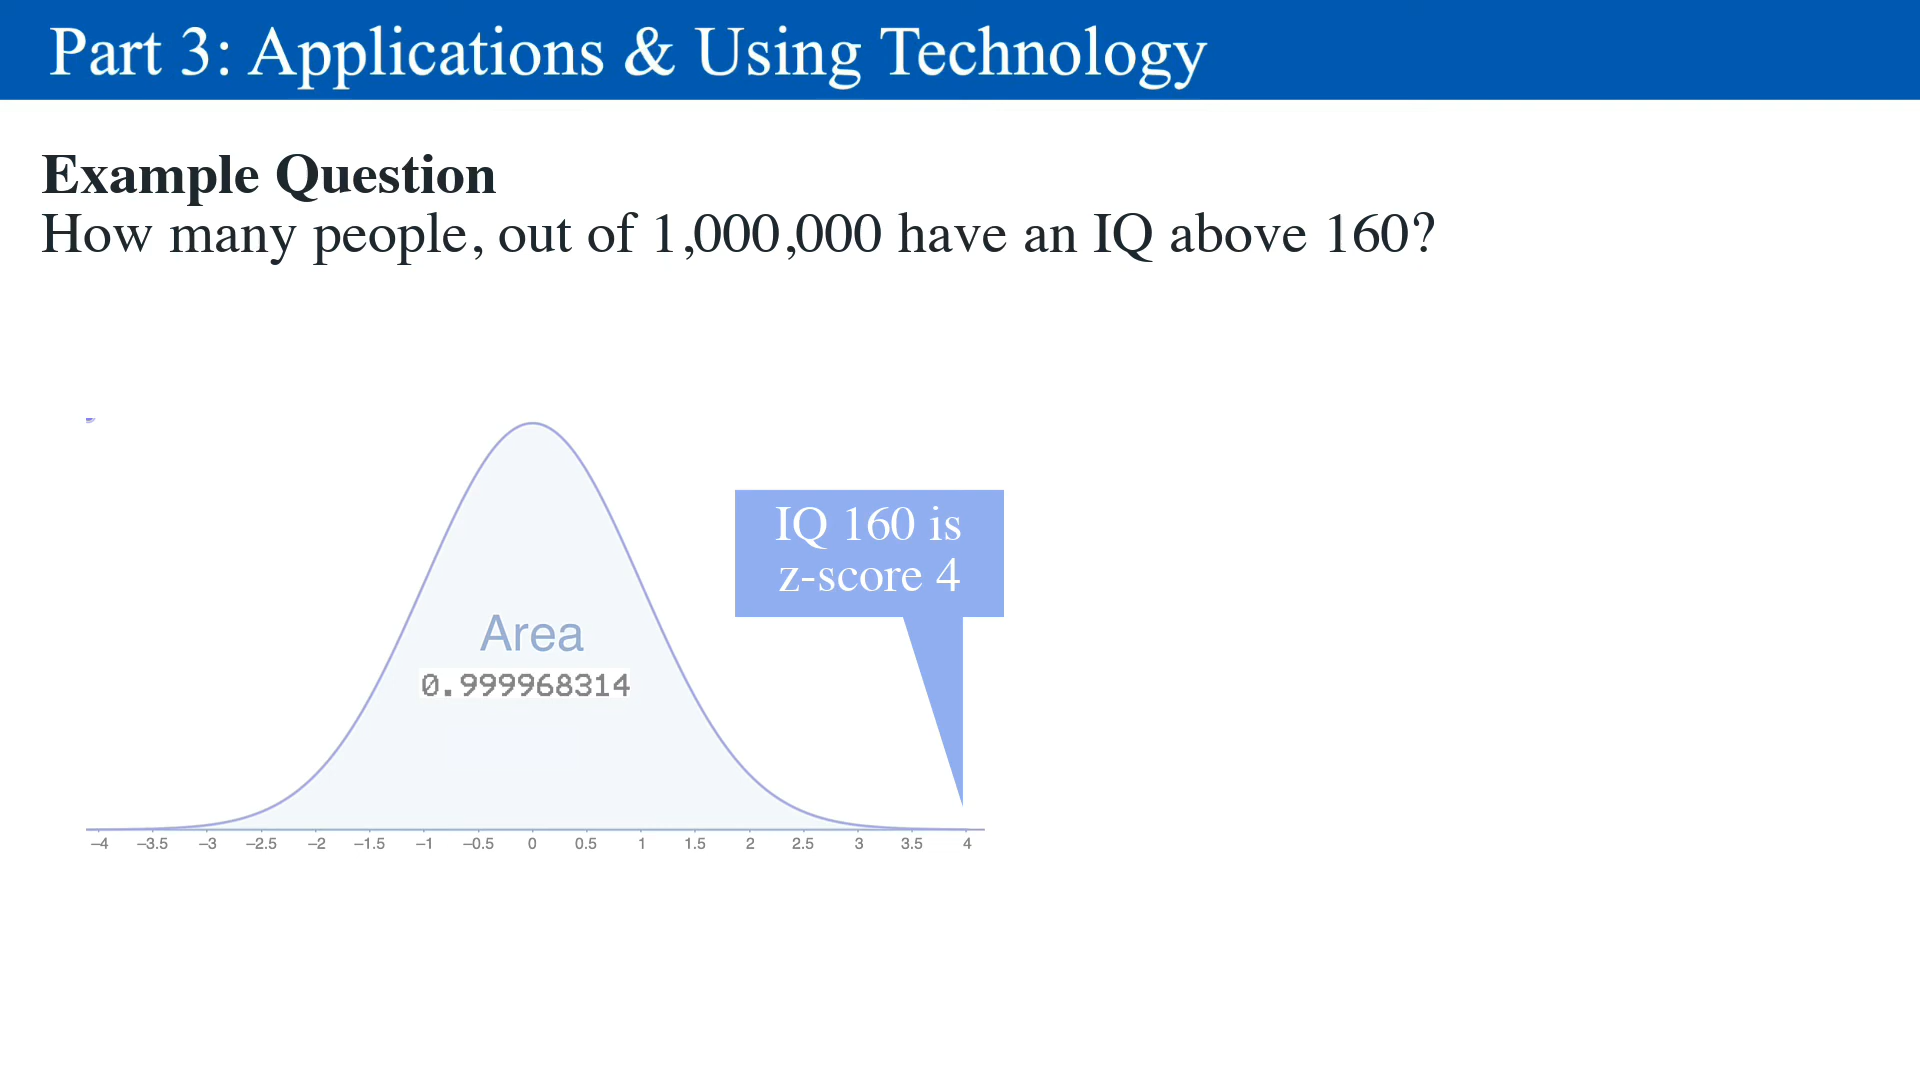 Part 3: Applications & Using Technology
Example Question
How many people, out of 1,000,000 have an IQ above 160?
IQ 160 is
z-score 4
Area
0.999968314
–4 –3.5 –3 –2.5 –2 –1.5 –1 –0.5 0 0.5 1 1.5 2 2.5 3 3.5 4